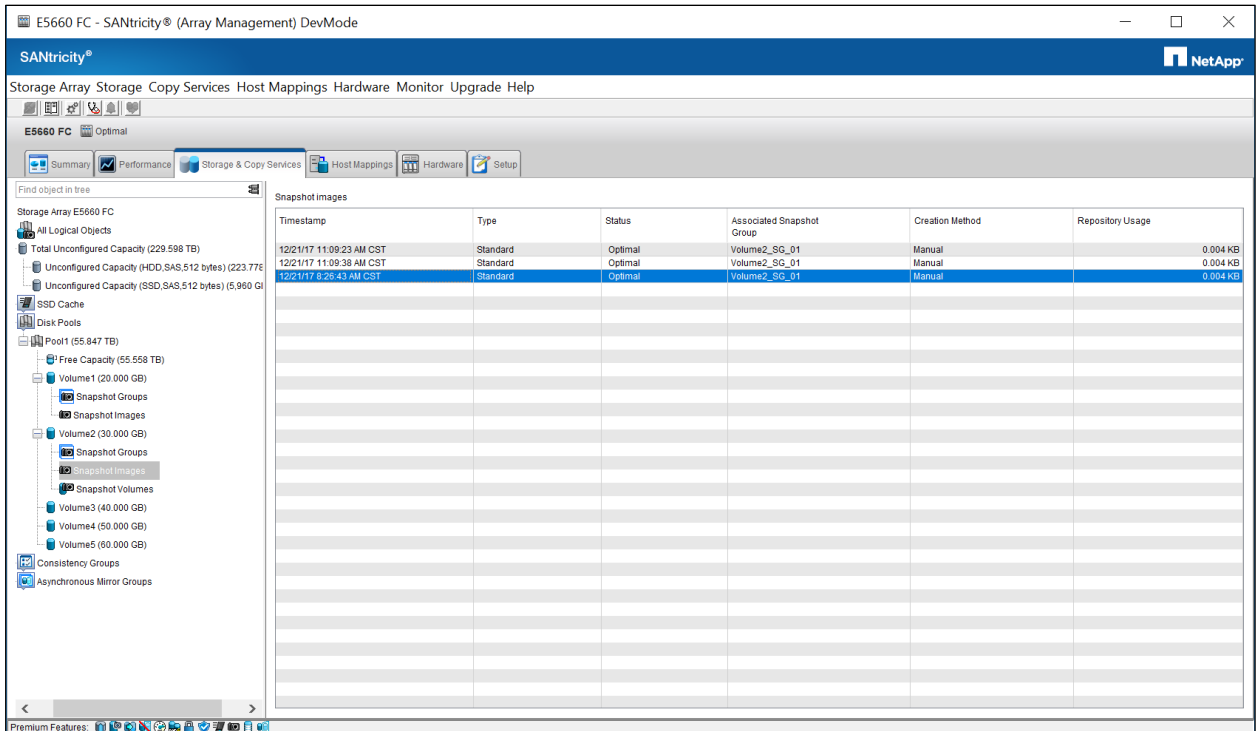 E5660 FC - SANtricity® (Array Management) DevMode
SANtricity®
NetApp
Storage Array Storage Copy Services Host Mappings Hardware Monitor Upgrade Help
E5660 FC Optimal
Summary Performance Storage & Copy Services Host Mappings Hardware Setup
Find object in tree
Storage Array E5660 FC
All Logical Objects
Total Unconfigured Capacity (229.598 TB)
Unconfigured Capacity (HDD,SAS,512 bytes) (223.778
Unconfigured Capacity (SSD,SAS,512 bytes) (5,960 GI
SSD Cache
Disk Pools
Pool1 (55.847 TB)
Free Capacity (55.558 TB)
Volume1 (20.000 GB)
Snapshot Groups
Snapshot Images
Volume2 (30.000 GB)
Snapshot Groups
Snapshot Images
Snapshot Volumes
Volume3 (40.000 GB)
Volume4 (50.000 GB)
Volume5 (60.000 GB)
Consistency Groups
Asynchronous Mirror Groups
Snapshot images
Timestamp Type Status Associated Snapshot Group Creation Method Repository Usage
12/21/17 11:09:23 AM CST Standard Optimal Volume2_SG_01 Manual 0.004 KB
12/21/17 11:09:38 AM CST Standard Optimal Volume2_SG_01 Manual 0.004 KB
12/21/17 8:26:43 AM CST Standard Optimal Volume2_SG_01 Manual 0.004 KB
Premium Features: